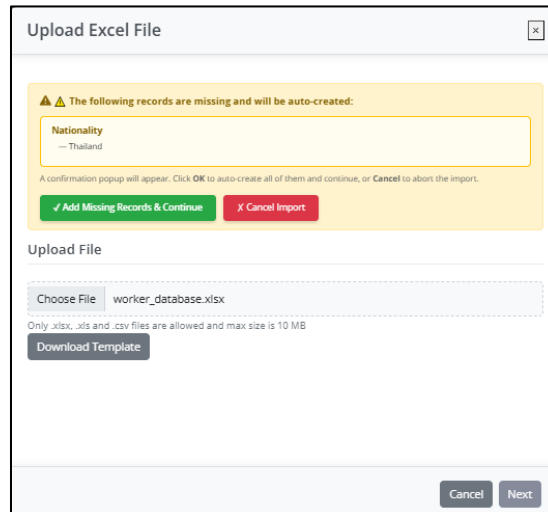 Upload Excel File
×
⚠ ⚠ The following records are missing and will be auto-created:
Nationality
— Thailand
A confirmation popup will appear. Click OK to auto-create all of them and continue, or Cancel to abort the import.
✓ Add Missing Records & Continue
✗ Cancel Import
Upload File
Choose File worker_database.xlsx
Only .xlsx, .xls and .csv files are allowed and max size is 10 MB
Download Template
Cancel
Next